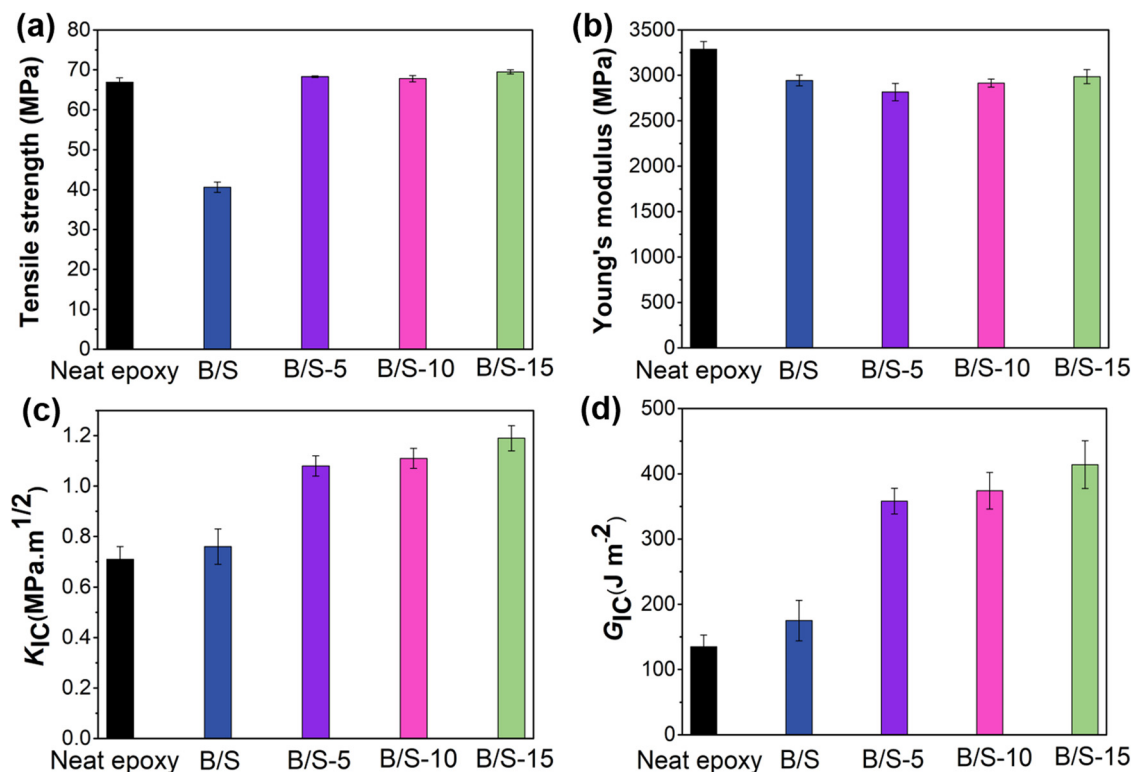 (a)
Tensile strength (MPa)
80
70
60
50
40
30
20
10
0
Neat epoxy B/S B/S-5 B/S-10 B/S-15
(b)
Young's modulus (MPa)
3500
3000
2500
2000
1500
1000
500
0
Neat epoxy B/S B/S-5 B/S-10 B/S-15
(c)
KIC(MPa.m1/2)
1.2
1.0
0.8
0.6
0.4
0.2
0.0
Neat epoxy B/S B/S-5 B/S-10 B/S-15
(d)
GIC(J m-2)
500
400
300
200
150
100
0
Neat epoxy B/S B/S-5 B/S-10 B/S-15